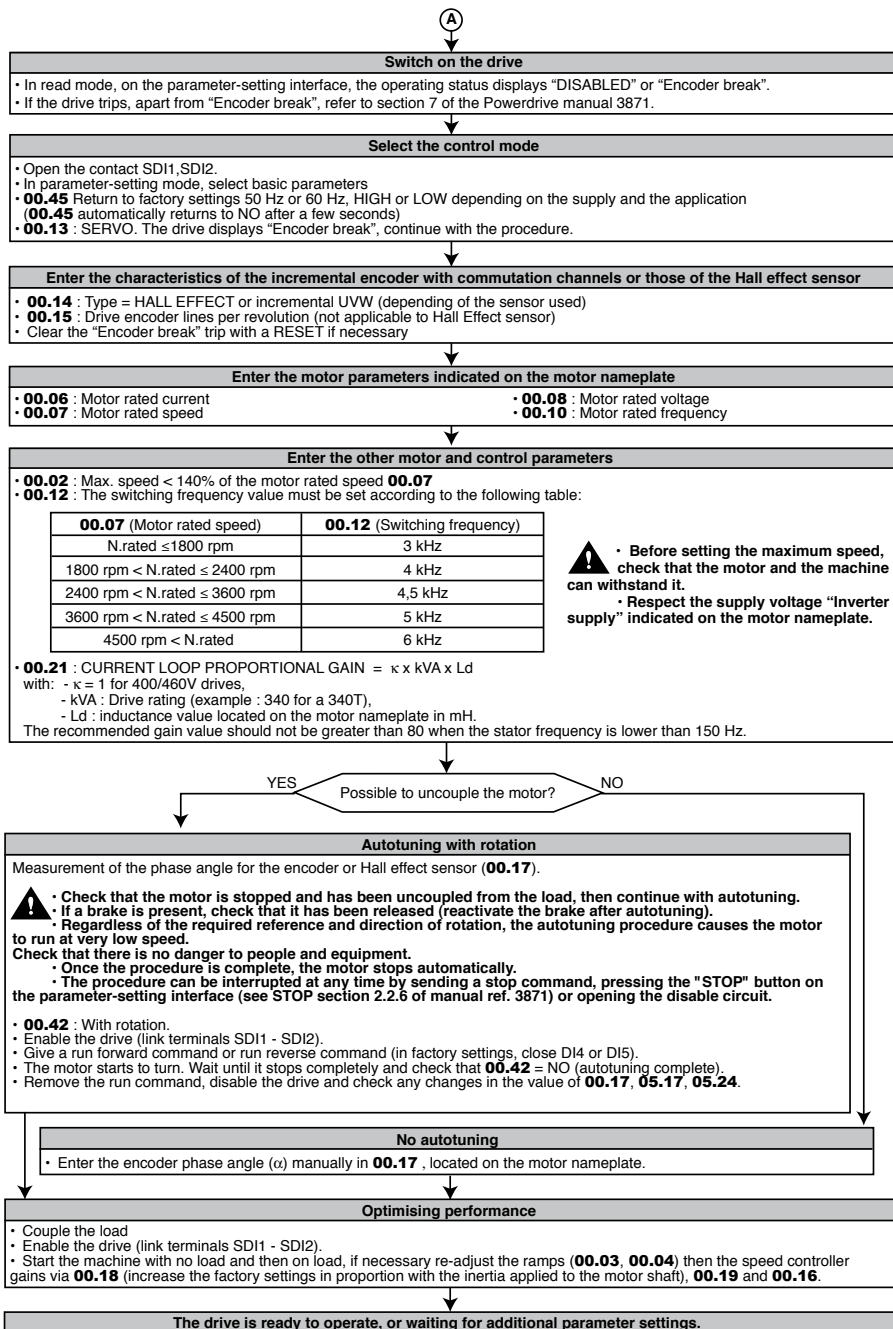 A
Switch on the drive
• In read mode, on the parameter-setting interface, the operating status displays “DISABLED” or “Encoder break”.
• If the drive trips, apart from “Encoder break”, refer to section 7 of the Powerdrive manual 3871.
Select the control mode
• Open the contact SDI1,SDI2.
• In parameter-setting mode, select basic parameters
• 00.45 Return to factory settings 50 Hz or 60 Hz, HIGH or LOW depending on the supply and the application
(00.45 automatically returns to NO after a few seconds)
• 00.13 : SERVO. The drive displays “Encoder break”, continue with the procedure.
Enter the characteristics of the incremental encoder with commutation channels or those of the Hall effect sensor
• 00.14 : Type = HALL EFFECT or incremental UVW (depending of the sensor used)
• 00.15 : Drive encoder lines per revolution (not applicable to Hall Effect sensor)
• Clear the “Encoder break” trip with a RESET if necessary
Enter the motor parameters indicated on the motor nameplate
• 00.06 : Motor rated current
• 00.07 : Motor rated speed
• 00.08 : Motor rated voltage
• 00.10 : Motor rated frequency
Enter the other motor and control parameters
• 00.02 : Max. speed < 140% of the motor rated speed 00.07
• 00.12 : The switching frequency value must be set according to the following table:
00.07 (Motor rated speed) 00.12 (Switching frequency)
N.rated ≤1800 rpm 3 kHz
1800 rpm < N.rated ≤ 2400 rpm 4 kHz
2400 rpm < N.rated ≤ 3600 rpm 4,5 kHz
3600 rpm < N.rated ≤ 4500 rpm 5 kHz
4500 rpm < N.rated 6 kHz
• Before setting the maximum speed,
check that the motor and the machine
can withstand it.
• Respect the supply voltage “Inverter
supply” indicated on the motor nameplate.
• 00.21 : CURRENT LOOP PROPORTIONAL GAIN = κ x kVA x Ld
with: - κ = 1 for 400/460V drives,
- kVA : Drive rating (example : 340 for a 340T),
- Ld : inductance value located on the motor nameplate in mH.
The recommended gain value should not be greater than 80 when the stator frequency is lower than 150 Hz.
YES Possible to uncouple the motor? NO
Autotuning with rotation
Measurement of the phase angle for the encoder or Hall effect sensor (00.17).
• Check that the motor is stopped and has been uncoupled from the load, then continue with autotuning.
• If a brake is present, check that it has been released (reactivate the brake after autotuning).
• Regardless of the required reference and direction of rotation, the autotuning procedure causes the motor
to run at very low speed.
Check that there is no danger to people and equipment.
• Once the procedure is complete, the motor stops automatically.
• The procedure can be interrupted at any time by sending a stop command, pressing the "STOP" button on
the parameter-setting interface (see STOP section 2.2.6 of manual ref. 3871) or opening the disable circuit.
• 00.42 : With rotation.
• Enable the drive (link terminals SDI1 - SDI2).
• Give a run forward command or run reverse command (in factory settings, close DI4 or DI5).
• The motor starts to turn. Wait until it stops completely and check that 00.42 = NO (autotuning complete).
• Remove the run command, disable the drive and check any changes in the value of 00.17, 05.17, 05.24.
No autotuning
• Enter the encoder phase angle (α) manually in 00.17 , located on the motor nameplate.
Optimising performance
• Couple the load
• Enable the drive (link terminals SDI1 - SDI2).
• Start the machine with no load and then on load, if necessary re-adjust the ramps (00.03, 00.04) then the speed controller
gains via 00.18 (increase the factory settings in proportion with the inertia applied to the motor shaft), 00.19 and 00.16.
The drive is ready to operate, or waiting for additional parameter settings.